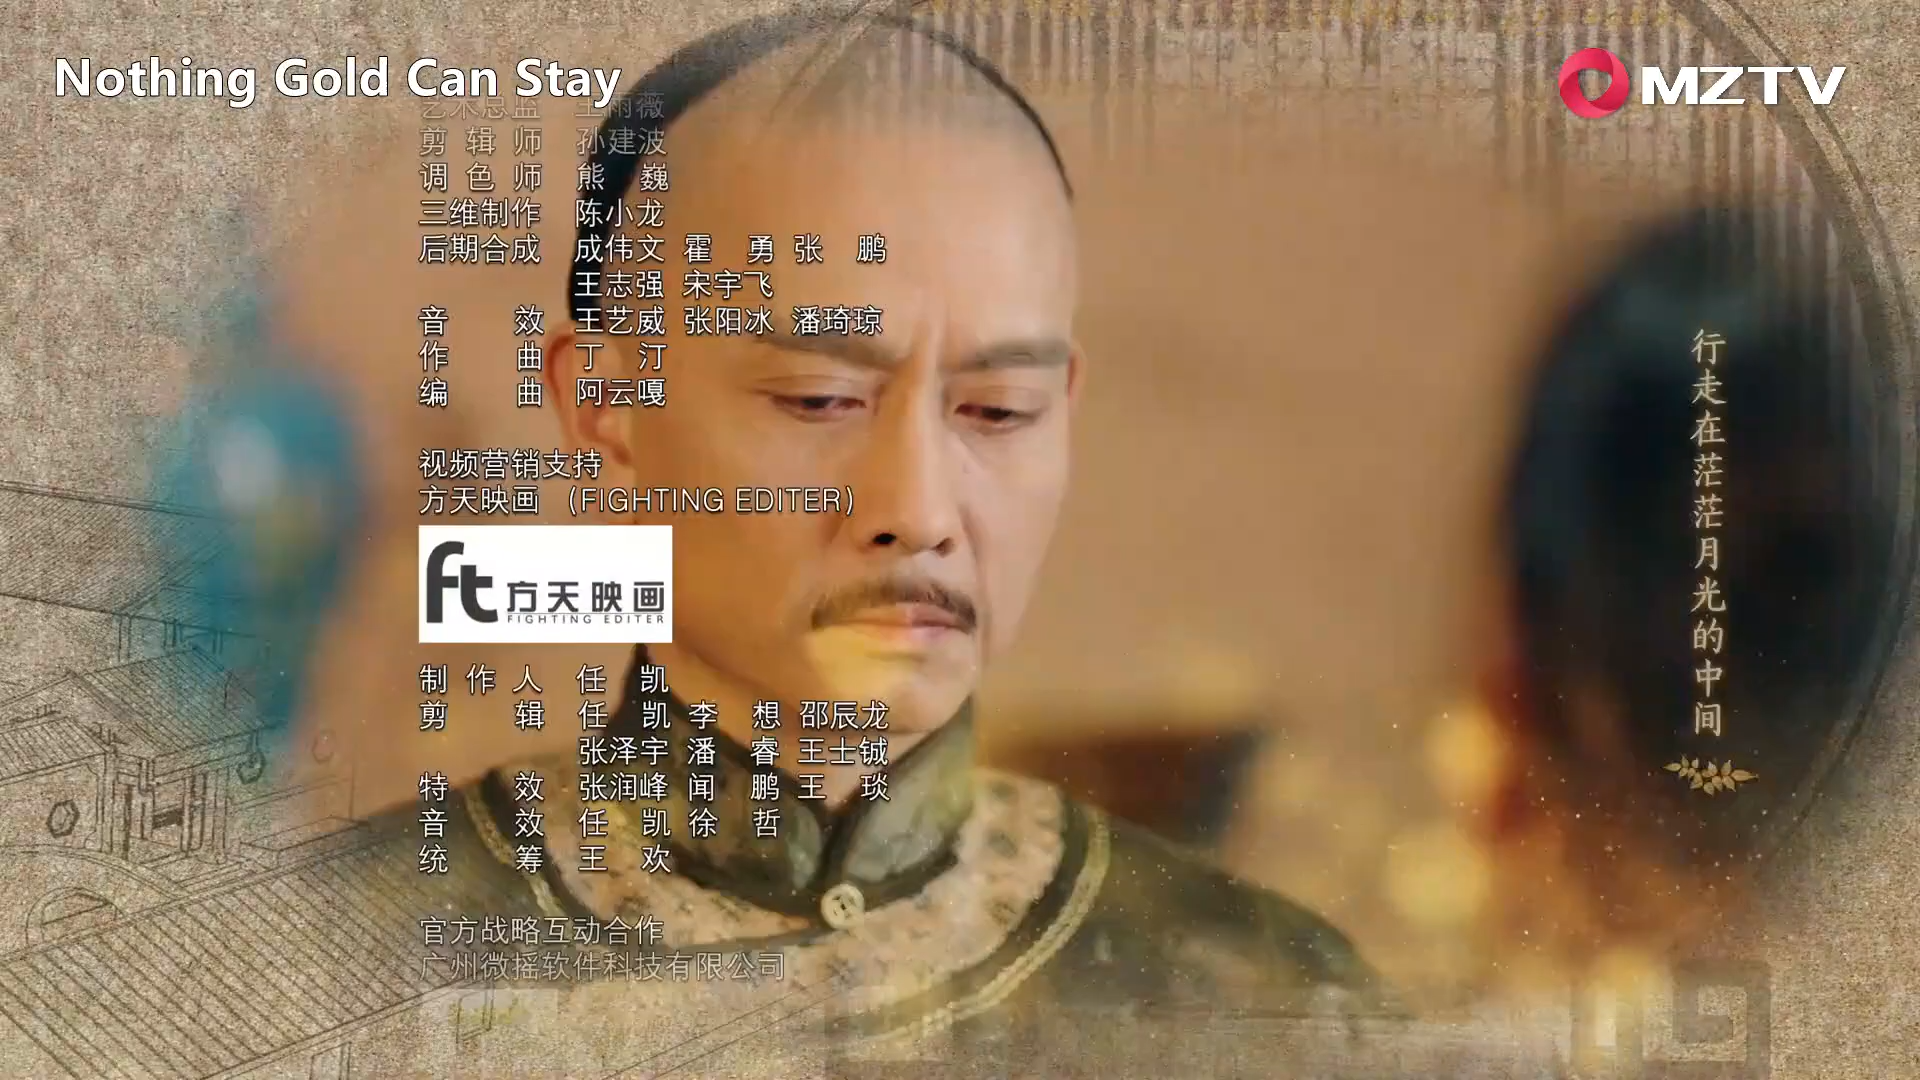 Nothing Gold Can Stay
MZTV
艺术总监 王雨薇
剪辑师 孙建波
调色师 熊巍
三维制作 陈小龙
后期合成 成伟文 霍勇 张鹏
王志强 宋宇飞
音效 王艺威 张阳冰 潘琦琼
作曲 丁汀
编曲 阿云嘎
视频营销支持
方天映画 (FIGHTING EDITER)
ft 方天映画
FIGHTING EDITER
制作人 任凯
剪辑 任凯 李想 邵辰龙
张泽宇 潘睿 王士铖
特效 张润峰 闻鹏 王琰
音效 任凯 徐哲
统筹 王欢
官方战略互动合作
广州微摇软件科技有限公司
行走在茫茫月光的中间